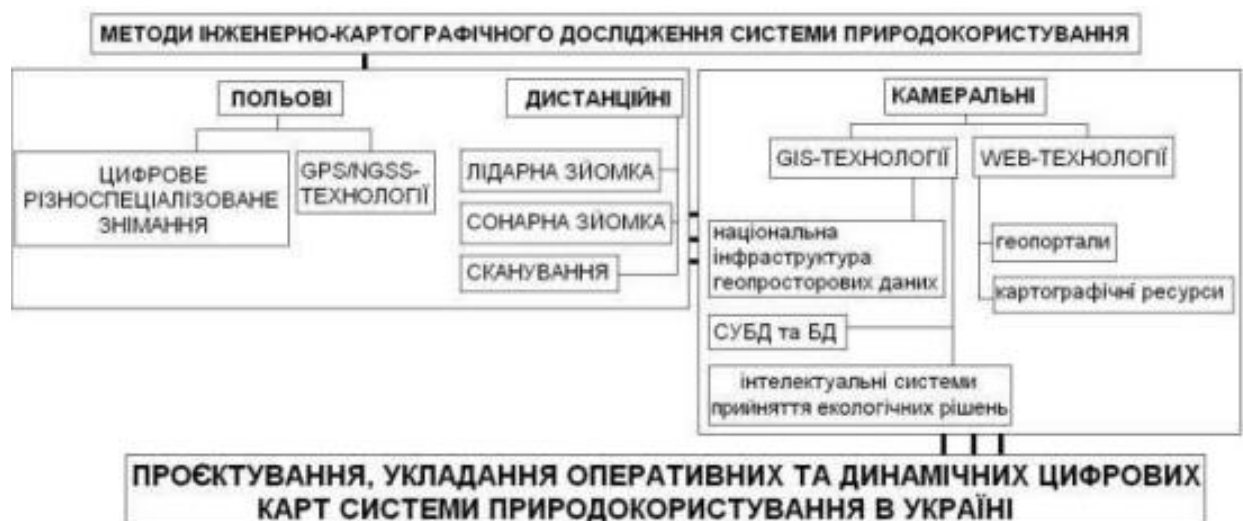 МЕТОДИ ІНЖЕНЕРНО-КАРТОГРАФІЧНОГО ДОСЛІДЖЕННЯ СИСТЕМИ ПРИРОДОКОРИСТУВАННЯ
ПОЛЬОВІ
ЦИФРОВЕ
РІЗНОСПЕЦІАЛІЗОВАНЕ
ЗНІМАННЯ
GPS/NGSS-
ТЕХНОЛОГІЇ
ДИСТАНЦІЙНІ
ЛІДАРНА ЗЙОМКА
СОНАРНА ЗЙОМКА
СКАНУВАННЯ
КАМЕРАЛЬНІ
GIS-ТЕХНОЛОГІЇ
національна
інфраструктура
геопросторових даних
СУБД та БД
інтелектуальні системи
прийняття екологічних рішень
WEB-ТЕХНОЛОГІЇ
геопортали
картографічні ресурси
ПРОЄКТУВАННЯ, УКЛАДАННЯ ОПЕРАТИВНИХ ТА ДИНАМІЧНИХ ЦИФРОВИХ
КАРТ СИСТЕМИ ПРИРОДОКОРИСТУВАННЯ В УКРАЇНІ